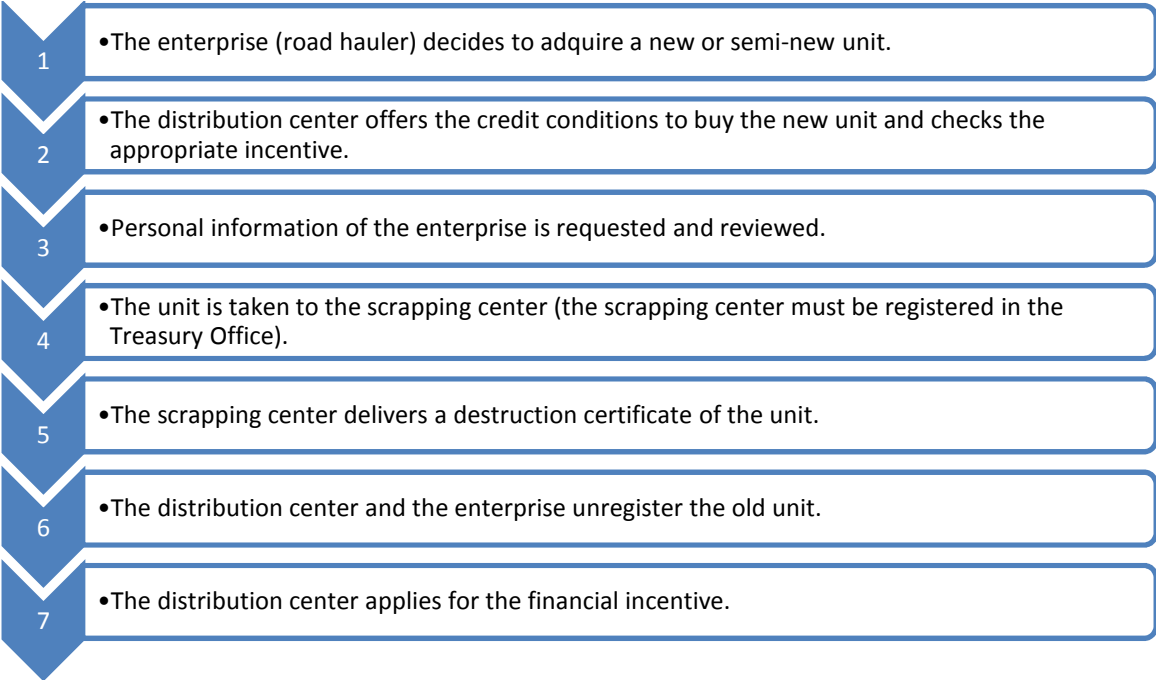 1
•The enterprise (road hauler) decides to adquire a new or semi-new unit.
2
•The distribution center offers the credit conditions to buy the new unit and checks the
appropriate incentive.
3
•Personal information of the enterprise is requested and reviewed.
4
•The unit is taken to the scrapping center (the scrapping center must be registered in the
Treasury Office).
5
•The scrapping center delivers a destruction certificate of the unit.
6
•The distribution center and the enterprise unregister the old unit.
7
•The distribution center applies for the financial incentive.